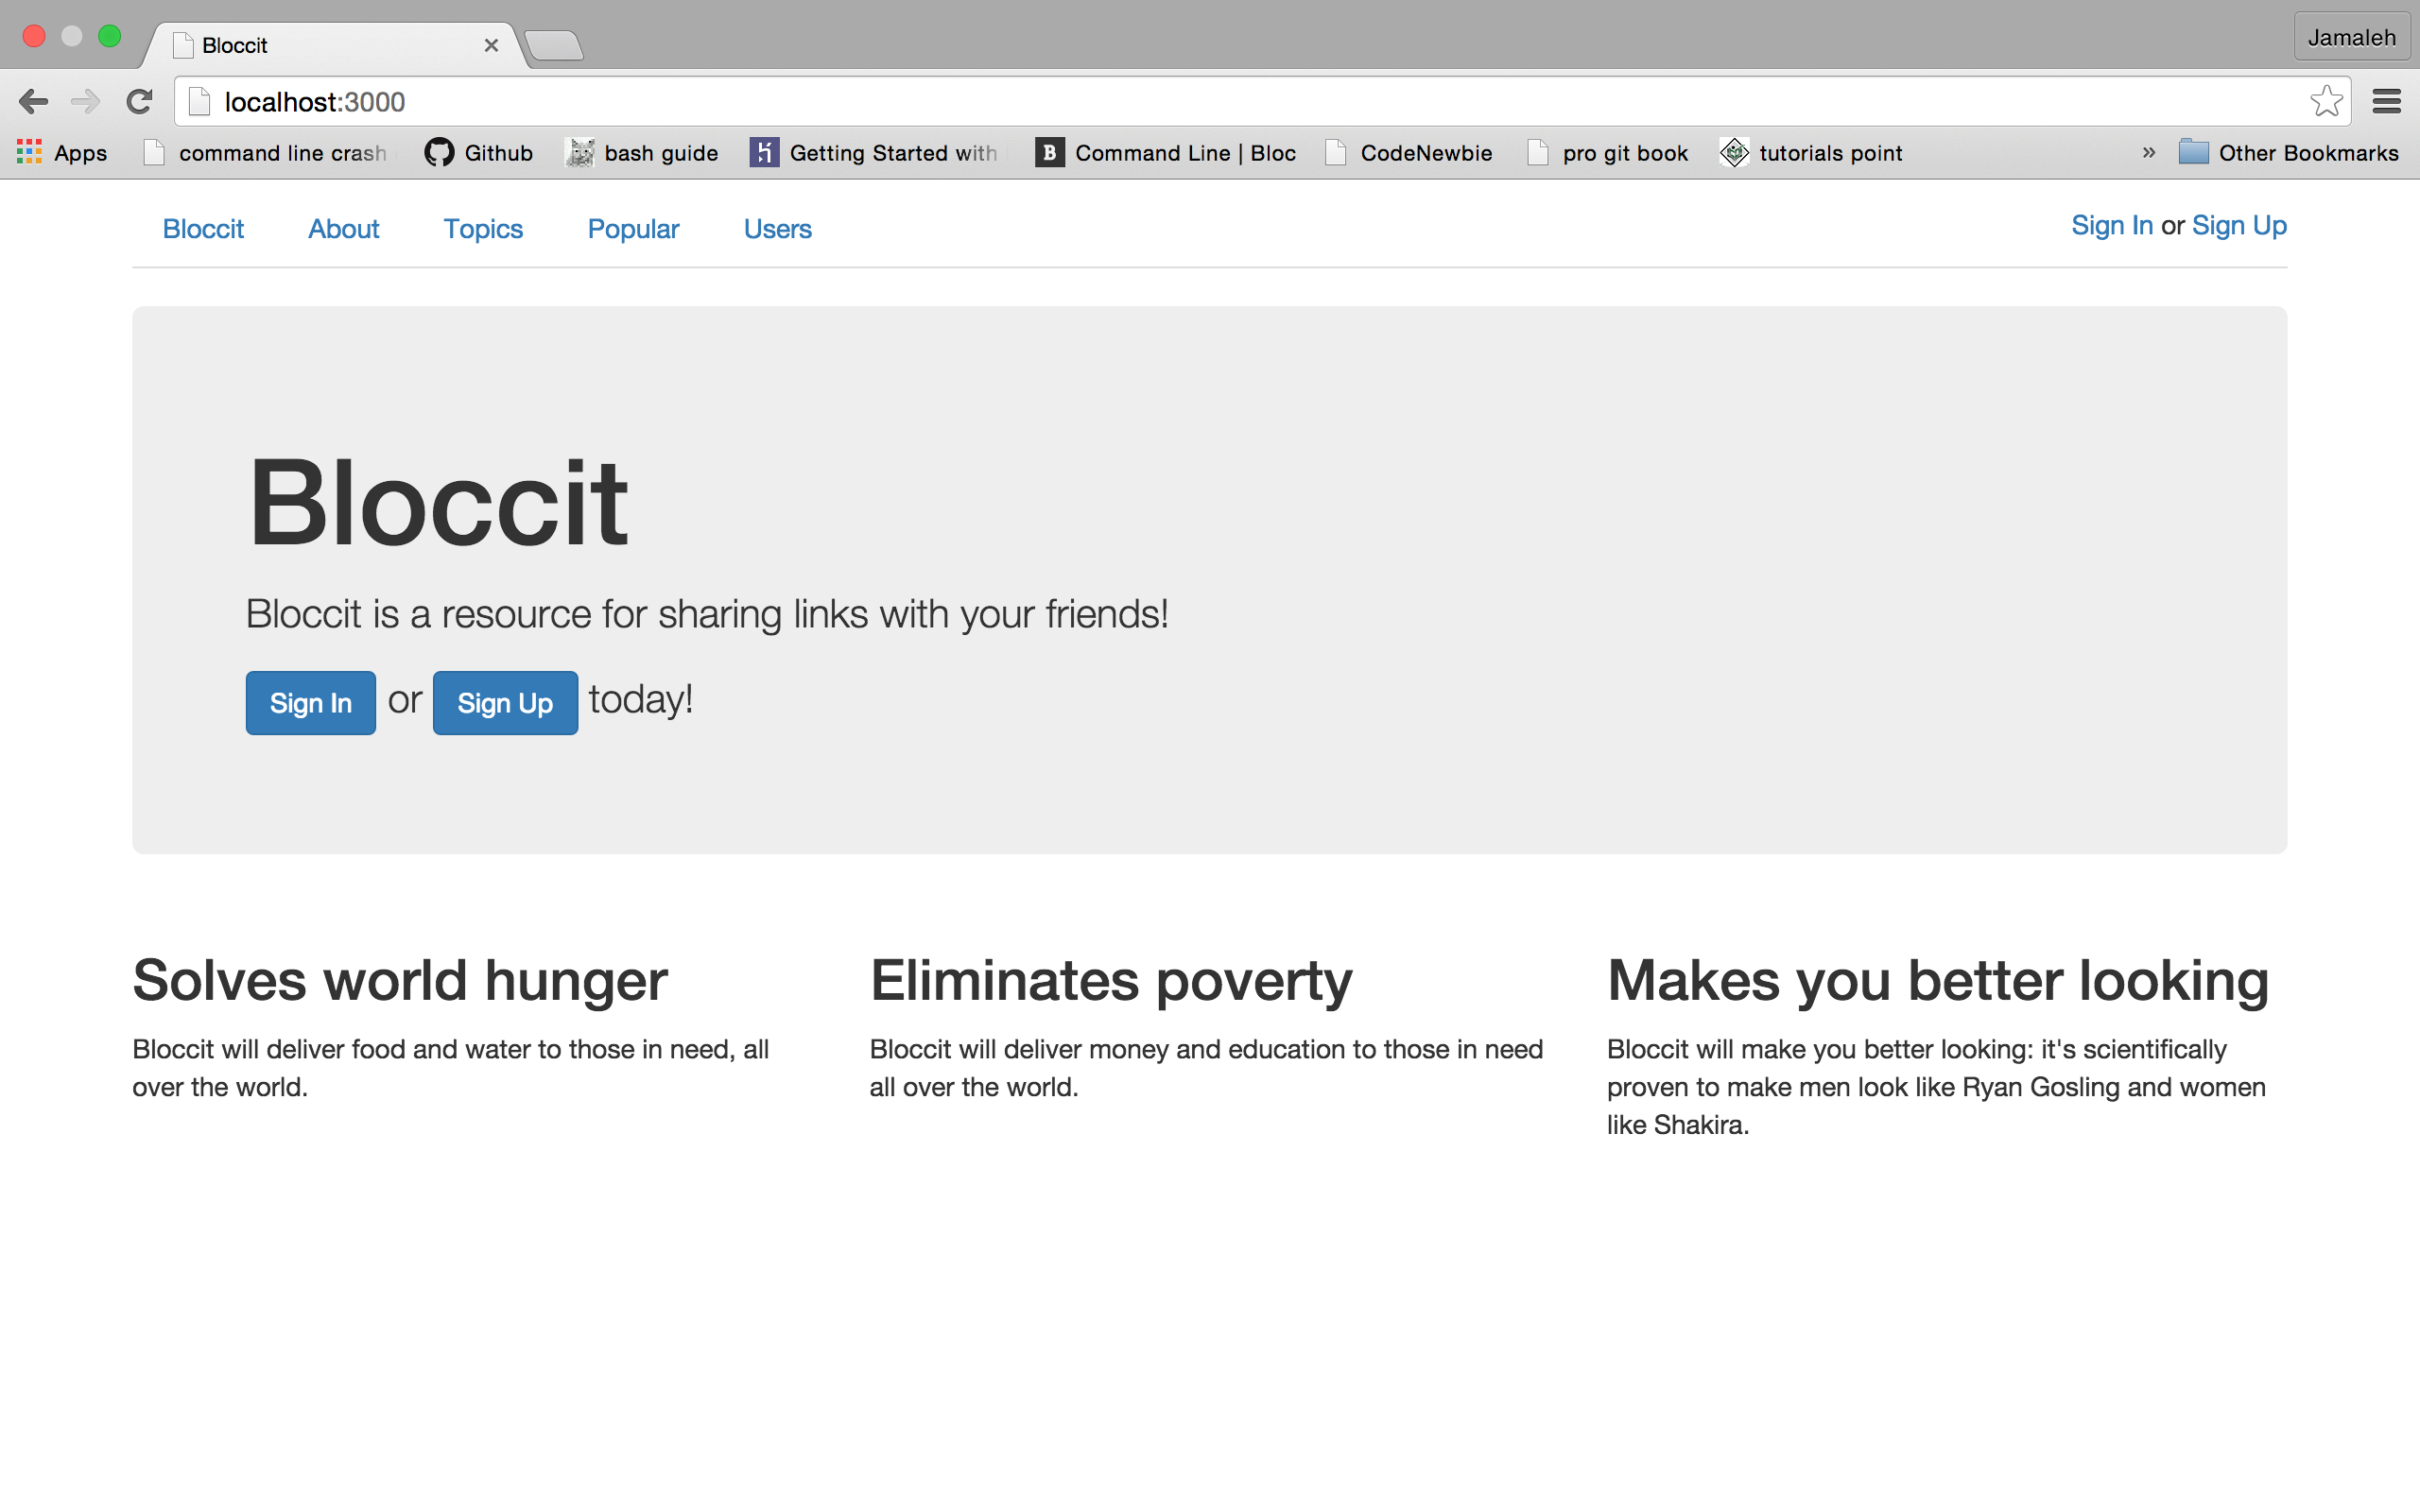 Bloccit
Jamaleh
localhost:3000
Apps command line crash Github bash guide Getting Started with Command Line | Bloc CodeNewbie pro git book tutorials point » Other Bookmarks
Bloccit About Topics Popular Users Sign In or Sign Up
Bloccit
Bloccit is a resource for sharing links with your friends!
Sign In or Sign Up today!
Solves world hunger
Bloccit will deliver food and water to those in need, all
over the world.
Eliminates poverty
Bloccit will deliver money and education to those in need
all over the world.
Makes you better looking
Bloccit will make you better looking: it's scientifically
proven to make men look like Ryan Gosling and women
like Shakira.